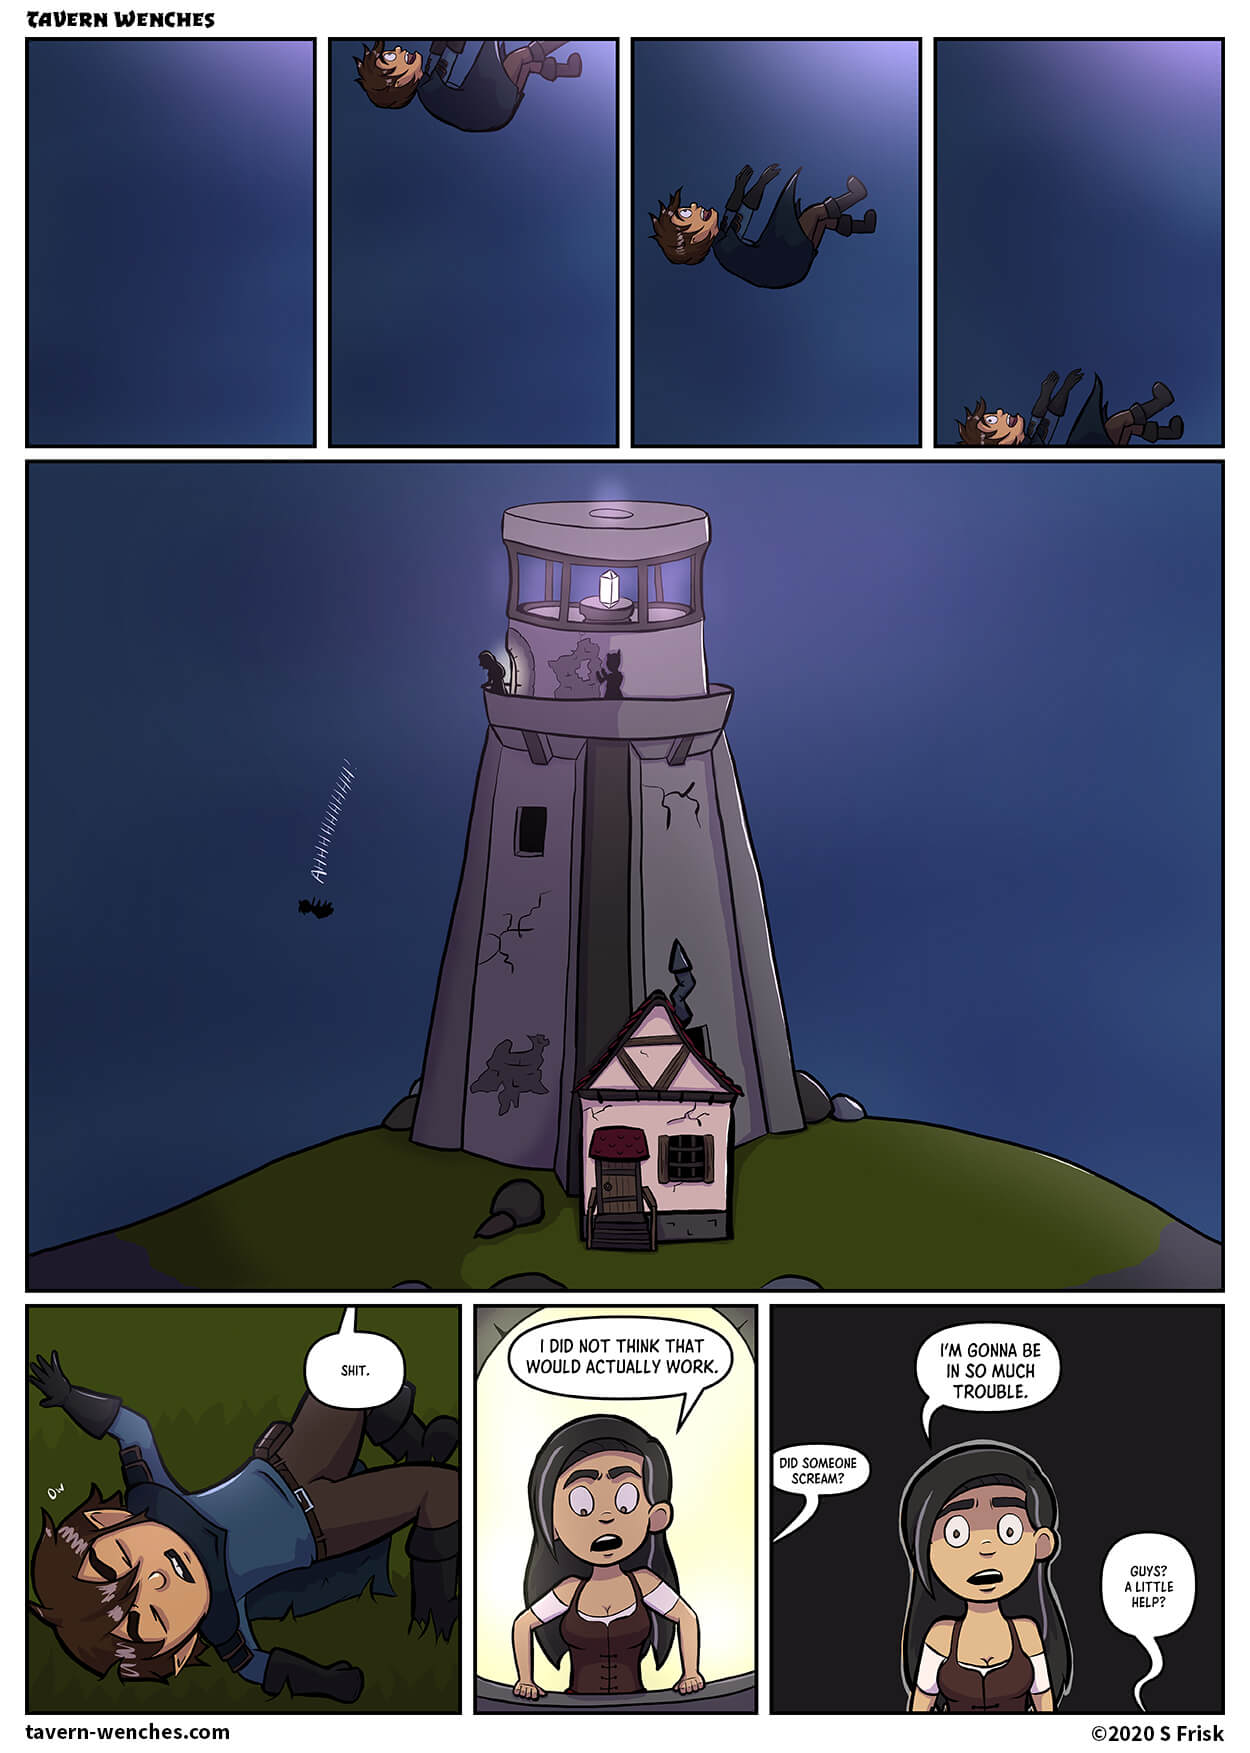 TAVERN WENCHES
AHHHHHHHHHHH!
SHIT.
OW
I DID NOT THINK THAT
WOULD ACTUALLY WORK.
I'M GONNA BE
IN SO MUCH
TROUBLE.
DID SOMEONE
SCREAM?
GUYS?
A LITTLE
HELP?
tavern-wenches.com
©2020 S Frisk